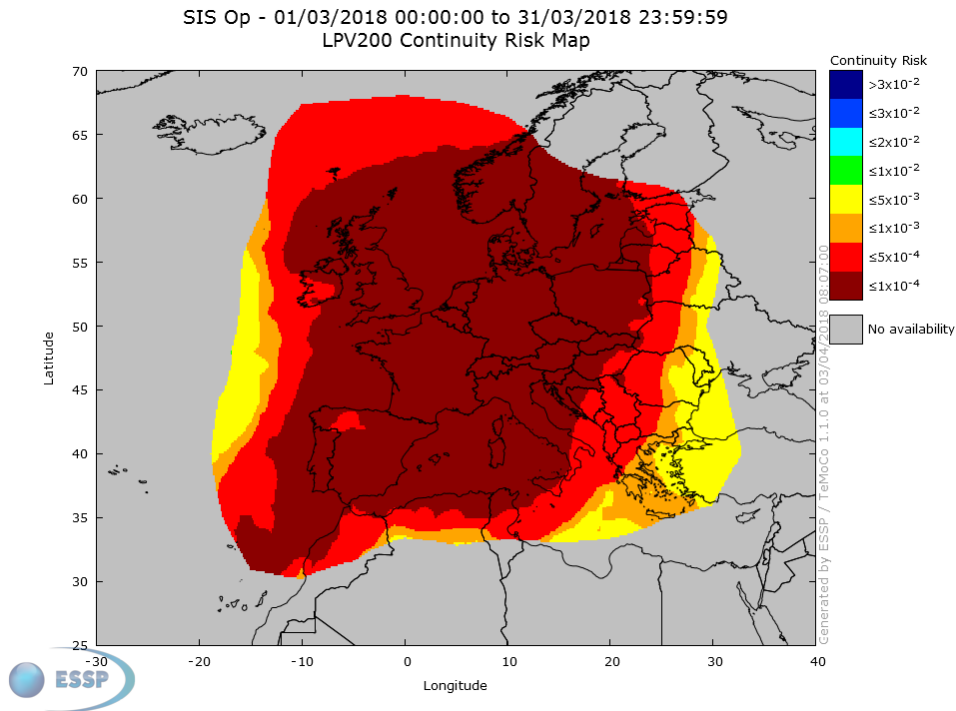 SIS Op - 01/03/2018 00:00:00 to 31/03/2018 23:59:59
LPV200 Continuity Risk Map
Continuity Risk
>3x10-2
≤3x10-2
≤2x10-2
≤1x10-2
≤5x10-3
≤1x10-3
≤5x10-4
≤1x10-4
No availability
70
65
60
55
50
45
40
35
30
25
Latitude
-30
-20
-10
0
10
20
30
40
Longitude
Generated by ESSP / TeMoCo 1.1.0 at 03/04/2018 08:07:00
ESSP